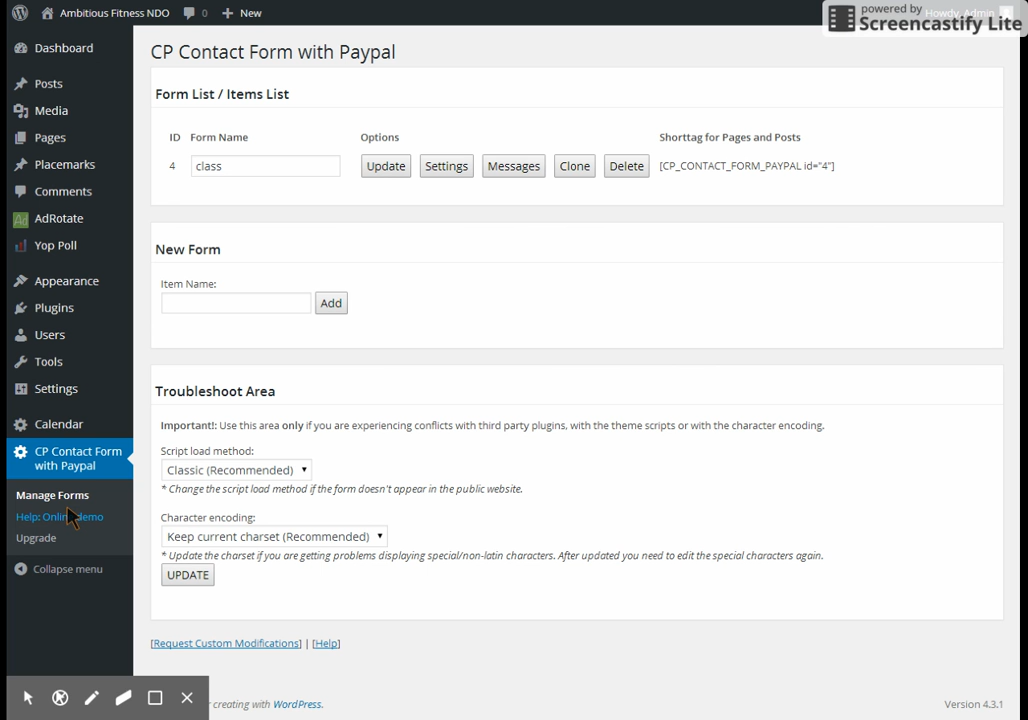 Ambitious Fitness NDO
0
New
Howdy, Admin
powered by
Screencastify Lite
Dashboard
Posts
Media
Pages
Placemarks
Comments
AdRotate
Yop Poll
Appearance
Plugins
Users
Tools
Settings
Calendar
CP Contact Form
with Paypal
Manage Forms
Help: Online demo
Upgrade
Collapse menu
CP Contact Form with Paypal
Form List / Items List
ID Form Name Options Shorttag for Pages and Posts
4 class Update Settings Messages Clone Delete [CP_CONTACT_FORM_PAYPAL id="4"]
New Form
Item Name:
Add
Troubleshoot Area
Important!: Use this area only if you are experiencing conflicts with third party plugins, with the theme scripts or with the character encoding.
Script load method:
Classic (Recommended)
* Change the script load method if the form doesn't appear in the public website.
Character encoding:
Keep current charset (Recommended)
* Update the charset if you are getting problems displaying special/non-latin characters. After updated you need to edit the special characters again.
UPDATE
[Request Custom Modifications] | [Help]
creating with WordPress.
Version 4.3.1